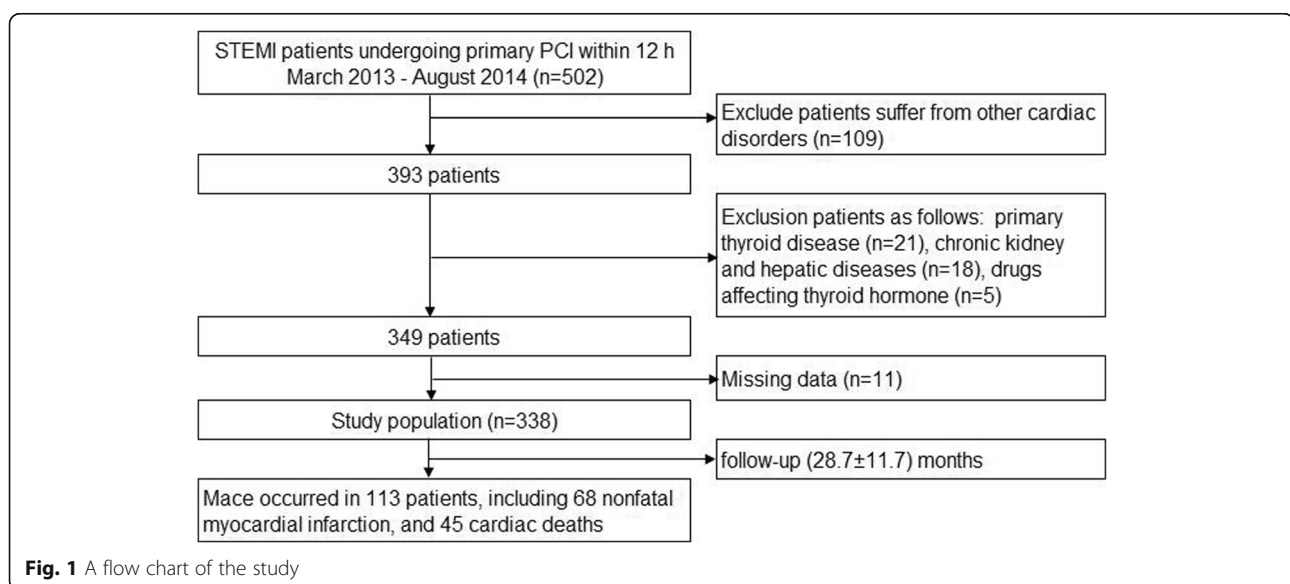 STEMI patients undergoing primary PCI within 12 h
March 2013 - August 2014 (n=502)
Exclude patients suffer from other cardiac
disorders (n=109)
393 patients
Exclusion patients as follows: primary
thyroid disease (n=21), chronic kidney
and hepatic diseases (n=18), drugs
affecting thyroid hormone (n=5)
349 patients
Missing data (n=11)
Study population (n=338)
follow-up (28.7±11.7) months
Mace occurred in 113 patients, including 68 nonfatal
myocardial infarction, and 45 cardiac deaths
Fig. 1 A flow chart of the study